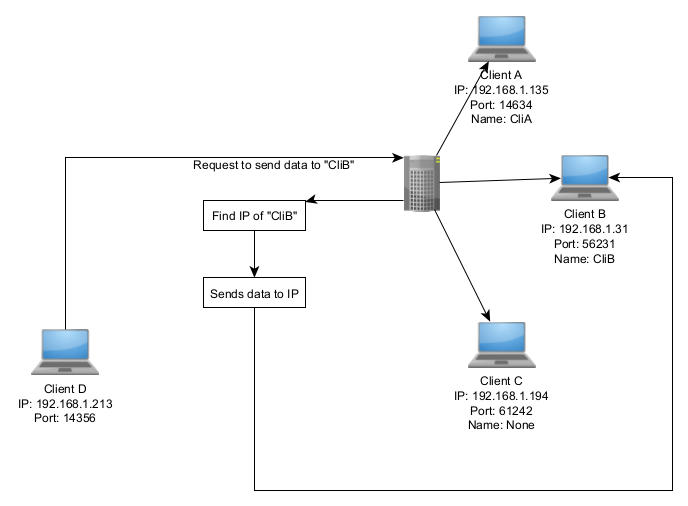 Client A
IP: 192.168.1.135
Port: 14634
Name: CliA
Request to send data to "CliB"
Find IP of "CliB"
Client B
IP: 192.168.1.31
Port: 56231
Name: CliB
Sends data to IP
Client D
IP: 192.168.1.213
Port: 14356
Client C
IP: 192.168.1.194
Port: 61242
Name: None